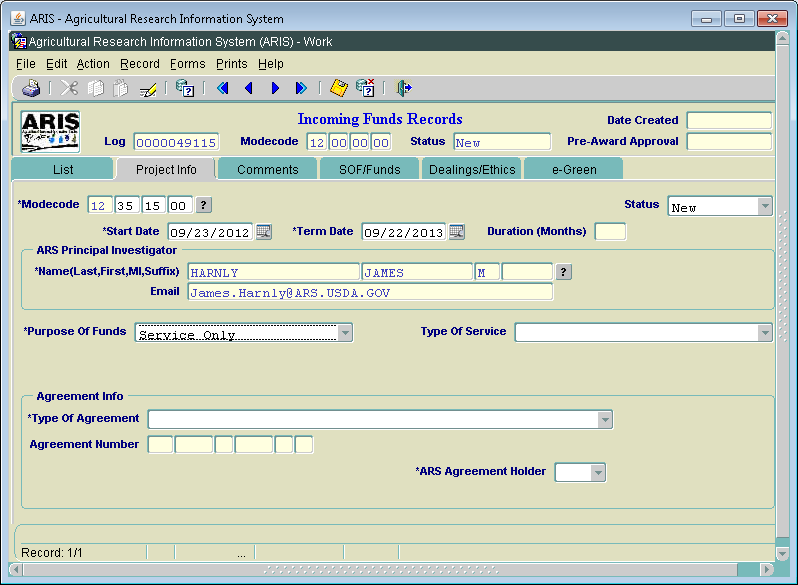 ARIS - Agricultural Research Information System
Agricultural Research Information System (ARIS) - Work
File Edit Action Record Forms Prints Help
ARIS
Incoming Funds Records
Date Created
Log 0000049115 Modecode 12 00 00 00 Status New Pre-Award Approval
List Project Info Comments SOF/Funds Dealings/Ethics e-Green
*Modecode 12 35 15 00 ? Status New
*Start Date 09/23/2012 *Term Date 09/22/2013 Duration (Months)
ARS Principal Investigator
*Name(Last,First,MI,Suffix) HARNLY JAMES M ?
Email James.Harnly@ARS.USDA.GOV
*Purpose Of Funds Service Only Type Of Service
Agreement Info
*Type Of Agreement
Agreement Number
*ARS Agreement Holder
Record: 1/1 ...